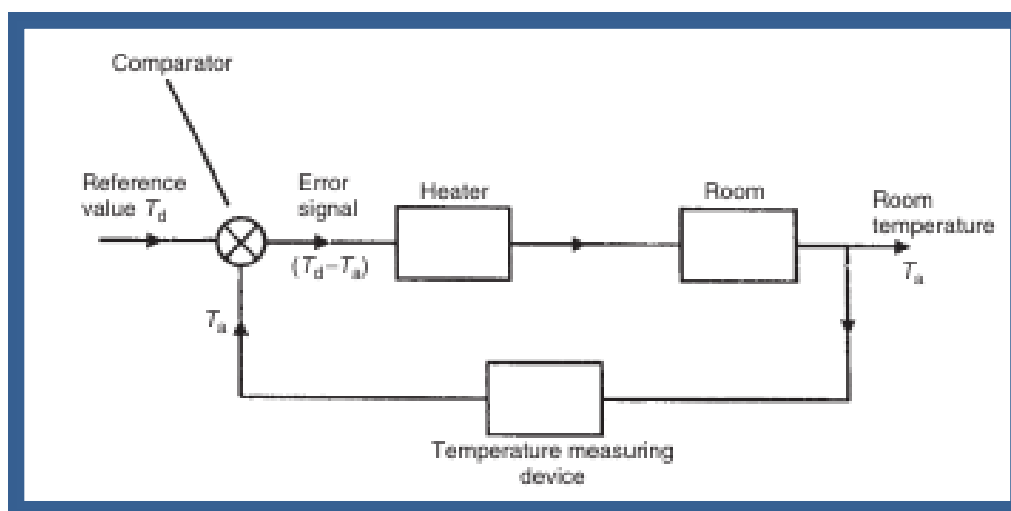 Comparator
Reference
value Td
Error
signal
(Td–Ta)
Heater
Room
Room
temperature
Ta
Ta
Temperature measuring
device